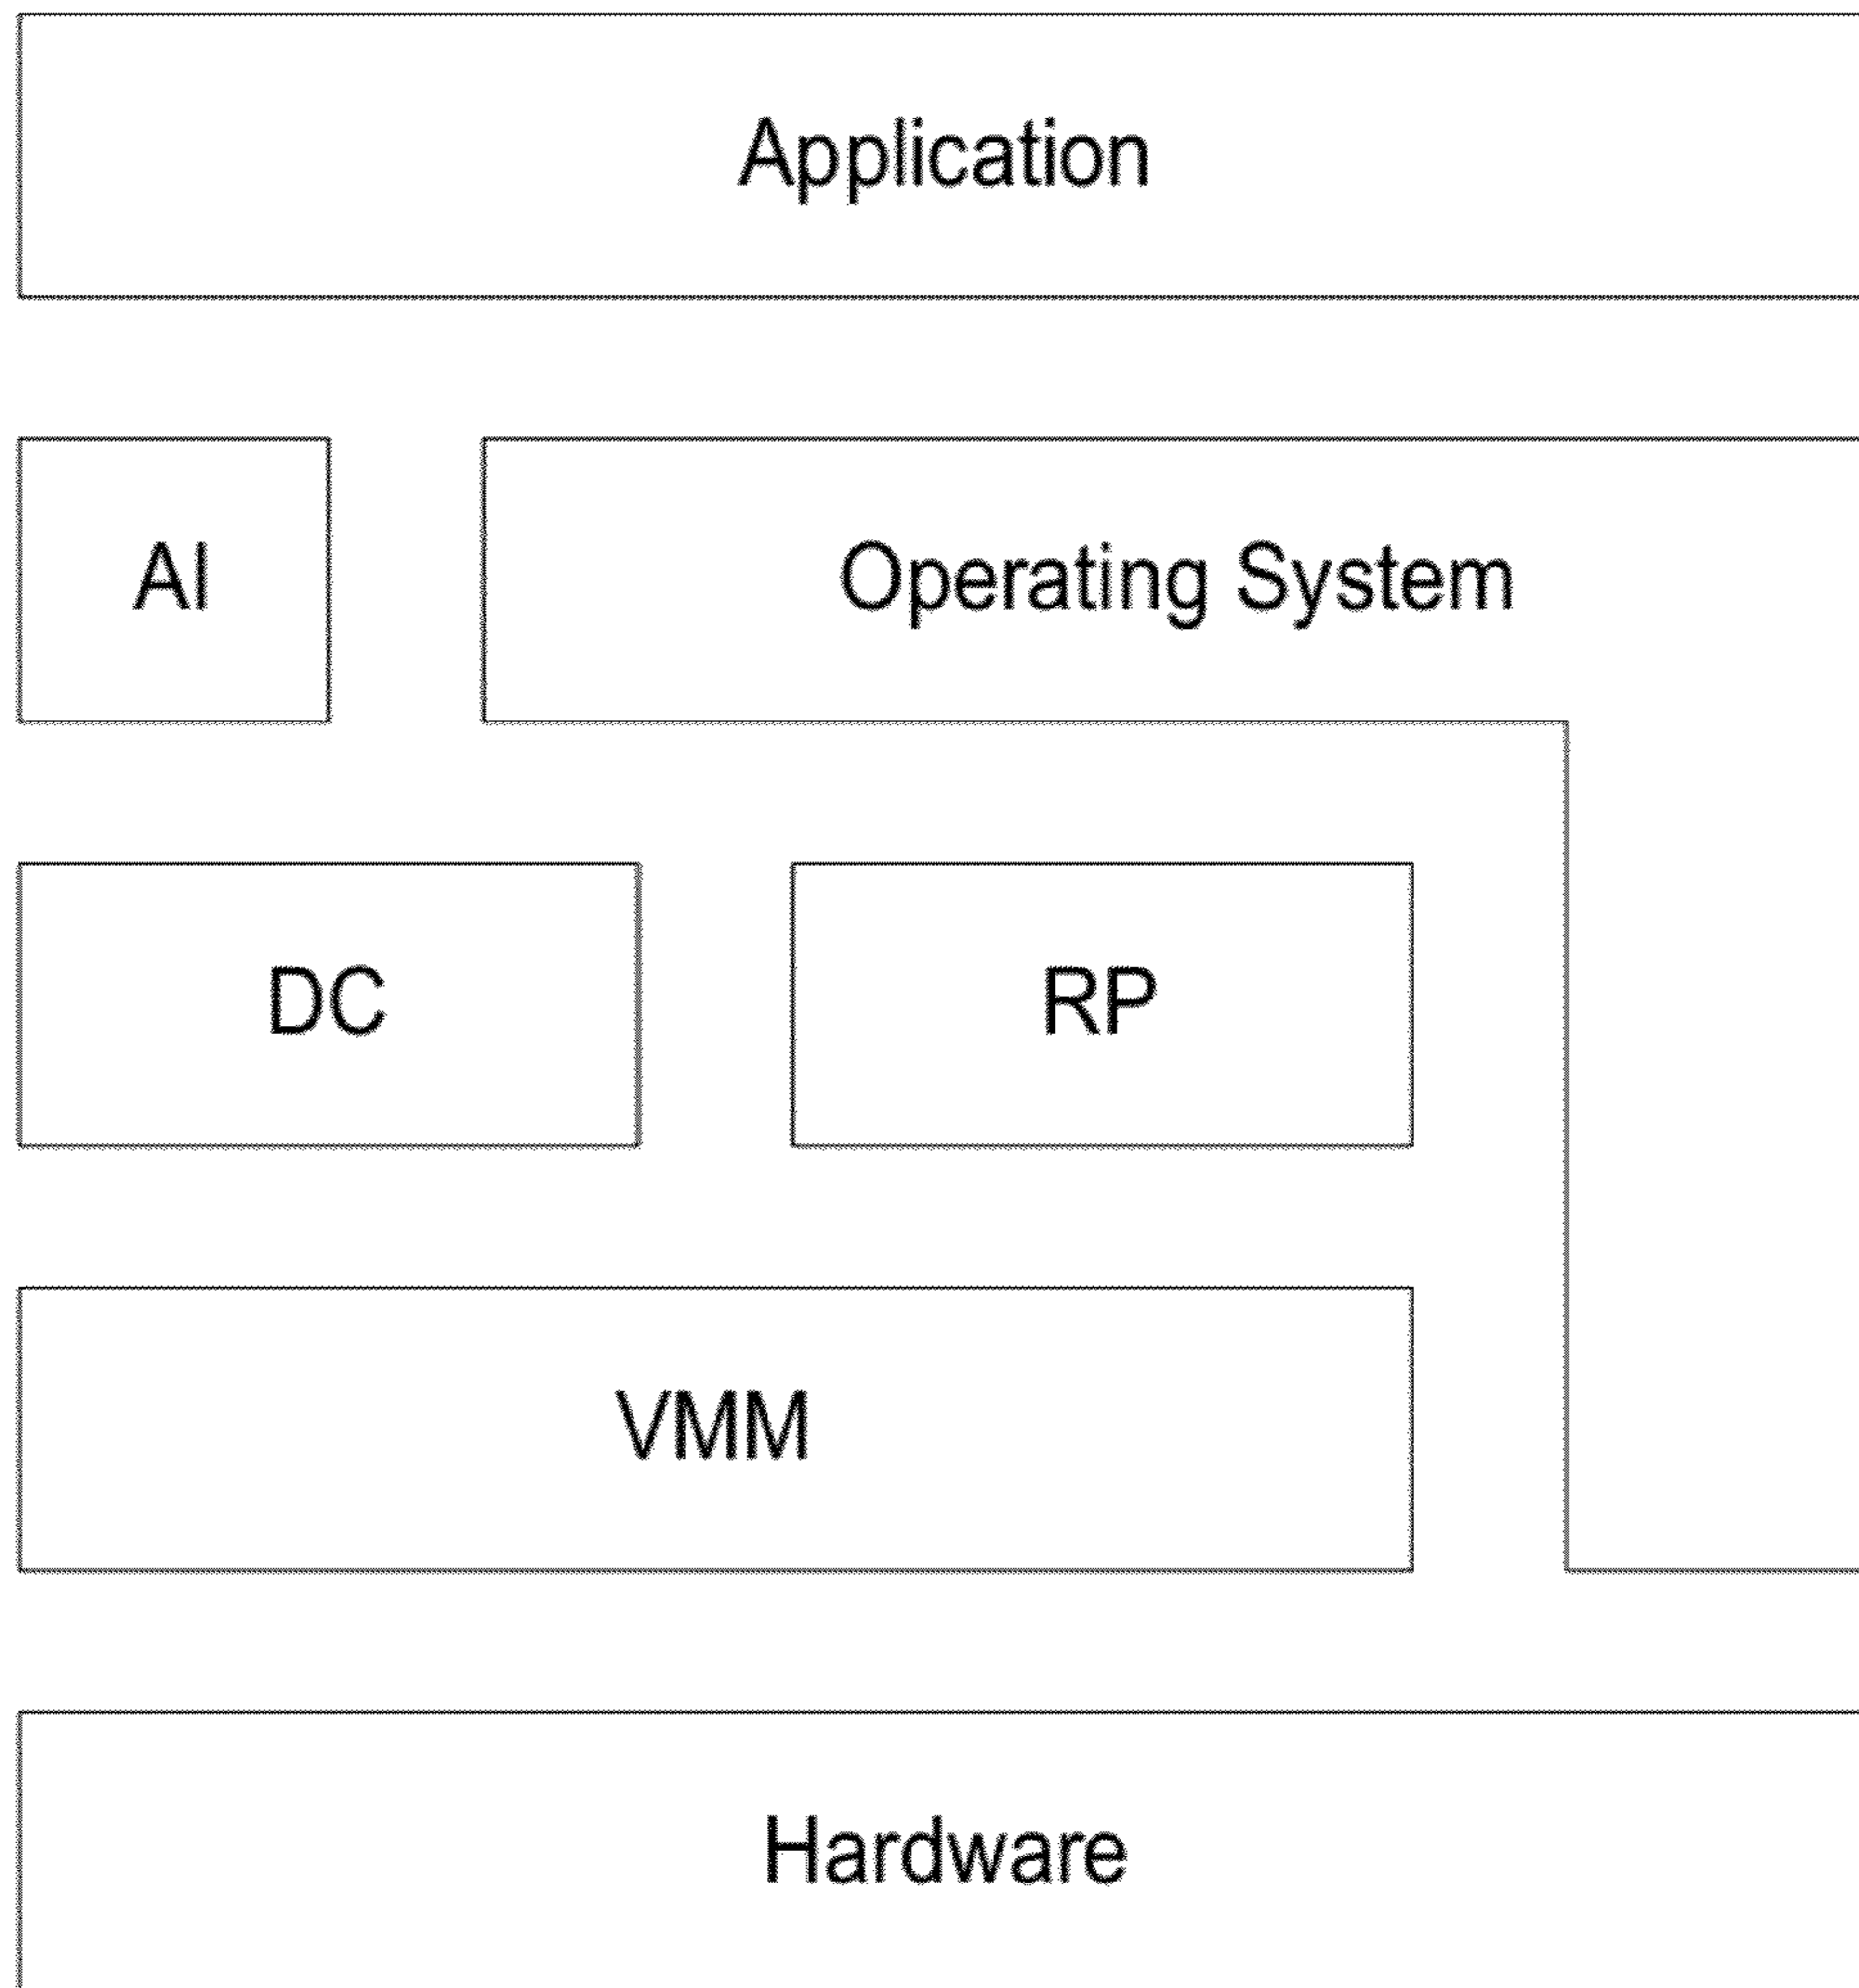 Application
AI
Operating System
DC
RP
VMM
Hardware